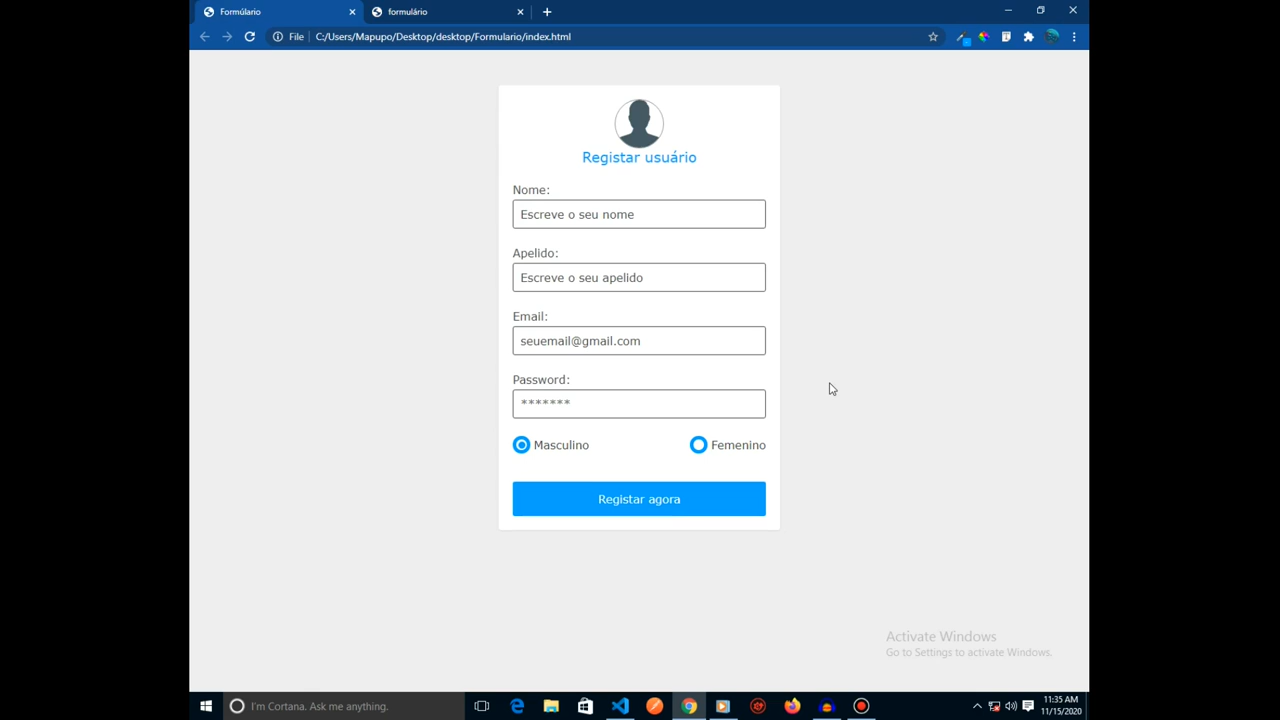 Formúlario
formulário
File
C:/Users/Mapupo/Desktop/desktop/Formulario/index.html
Registar usuário
Nome:
Escreve o seu nome
Apelido:
Escreve o seu apelido
Email:
seuemail@gmail.com
Password:
*******
Masculino Femenino
Registar agora
Activate Windows
Go to Settings to activate Windows.
I'm Cortana. Ask me anything.
11:35 AM
11/15/2020